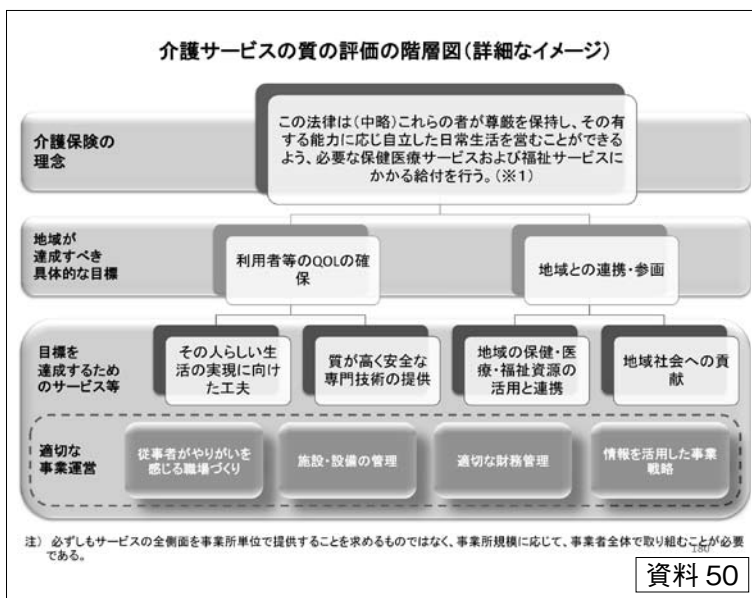 介護サービスの質の評価の階層図(詳細なイメージ)
介護保険の
理念
この法律は(中略)これらの者が尊厳を保持し、その有
する能力に応じ自立した日常生活を営むことができる
よう、必要な保健医療サービスおよび福祉サービスに
かかる給付を行う。(※1)
地域が
達成すべき
具体的な目標
利用者等のQOLの確
保
地域との連携・参画
目標を
達成するため
のサービス等
その人らしい生
活の実現に向け
た工夫
質が高く安全な
専門技術の提供
地域の保健・医
療・福祉資源の
活用と連携
地域社会への貢
献
適切な
事業運営
従事者がやりがいを
感じる職場づくり
施設・設備の管理
適切な財務管理
情報を活用した事業
戦略
注) 必ずしもサービスの全側面を事業所単位で提供することを求めるものではなく、事業所規模に応じて、事業者全体で取り組むことが必要
である。
180
資料 50